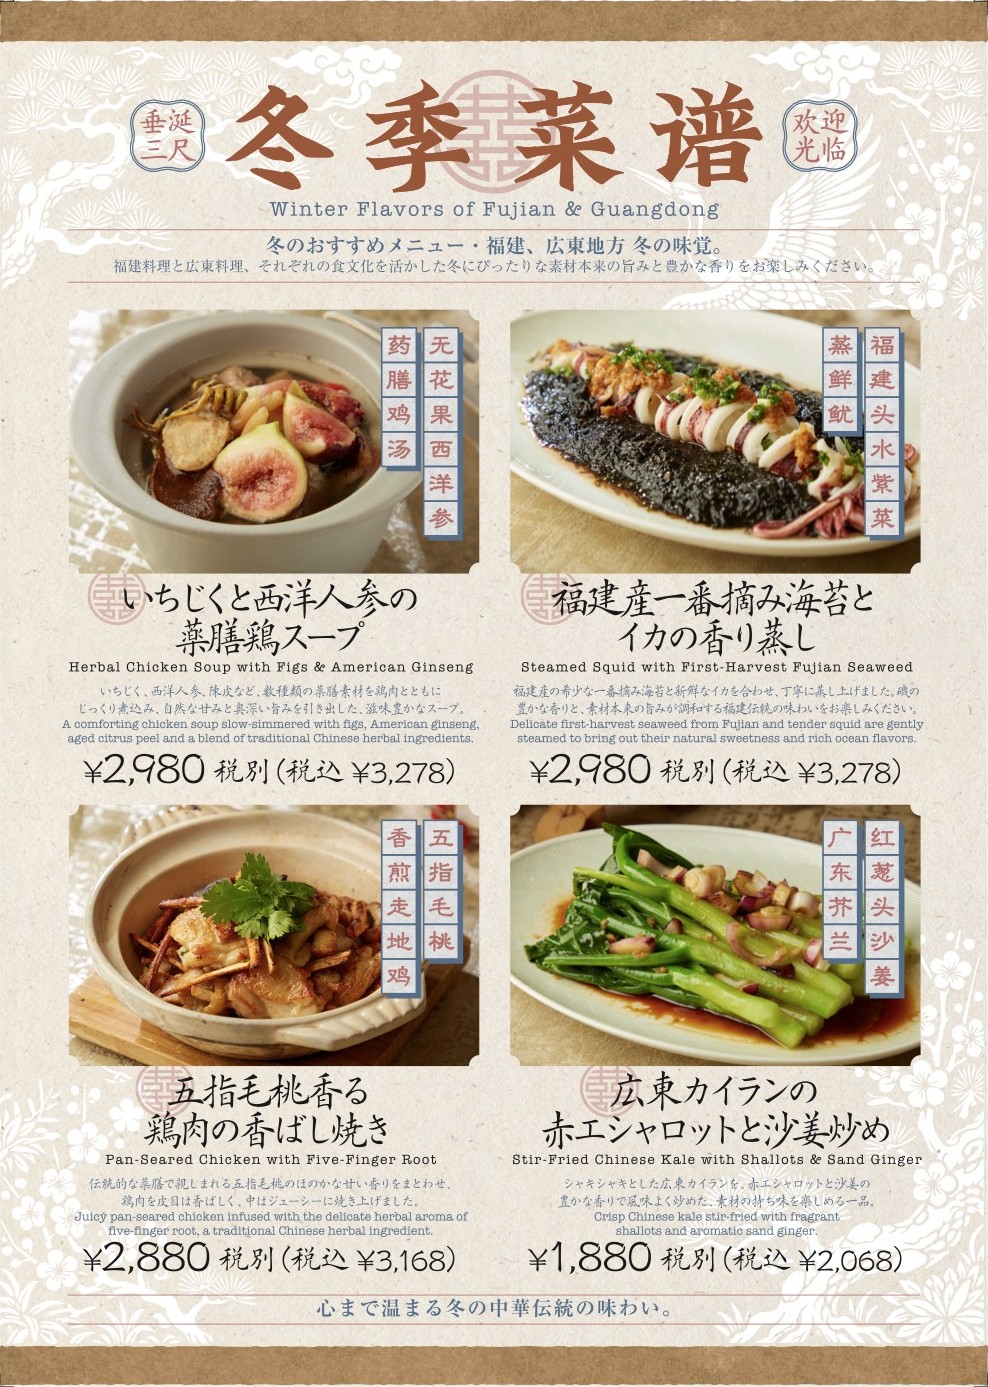 垂涎
三尺
冬季菜谱
欢迎
光临
Winter Flavors of Fujian & Guangdong
冬のおすすめメニュー・福建、広東地方 冬の味覚。
福建料理と広東料理、それぞれの食文化を活かした冬にぴったりな素材本来の旨みと豊かな香りをお楽しみください。
无花果西洋参
药膳鸡汤
いちじくと西洋人参の
薬膳鶏スープ
Herbal Chicken Soup with Figs & American Ginseng
いちじく、西洋人参、陳皮など、数種類の薬膳素材を鶏肉とともに
じっくり煮込み、自然な甘みと奥深い旨みを引き出した、滋味豊かなスープ。
A comforting chicken soup slow-simmered with figs, American ginseng,
aged citrus peel and a blend of traditional Chinese herbal ingredients.
¥2,980 税別(税込 ¥3,278)
福建头水紫菜
蒸鲜鱿
福建産一番摘み海苔と
イカの香り蒸し
Steamed Squid with First-Harvest Fujian Seaweed
福建産の希少な一番摘み海苔と新鮮なイカを合わせ、丁寧に蒸し上げました。磯の
豊かな香りと、素材本来の旨みが調和する福建伝統の味わいをお楽しみください。
Delicate first-harvest seaweed from Fujian and tender squid are gently
steamed to bring out their natural sweetness and rich ocean flavors.
¥2,980 税別(税込 ¥3,278)
五指毛桃
香煎走地鸡
五指毛桃香る
鶏肉の香ばし焼き
Pan-Seared Chicken with Five-Finger Root
伝統的な薬膳で親しまれる五指毛桃のほのかな甘い香りをまとわせ、
鶏肉を皮目は香ばしく、中はジューシーに焼き上げました。
Juicy pan-seared chicken infused with the delicate herbal aroma of
five-finger root, a traditional Chinese herbal ingredient.
¥2,880 税別(税込 ¥3,168)
红葱头沙姜
广东芥兰
広東カイランの
赤エシャロットと沙姜炒め
Stir-Fried Chinese Kale with Shallots & Sand Ginger
シャキシャキとした広東カイランを、赤エシャロットと沙姜の
豊かな香りで風味よく炒めた、素材の持ち味を楽しめる一品。
Crisp Chinese kale stir-fried with fragrant
shallots and aromatic sand ginger.
¥1,880 税別(税込 ¥2,068)
心まで温まる冬の中華伝統の味わい。